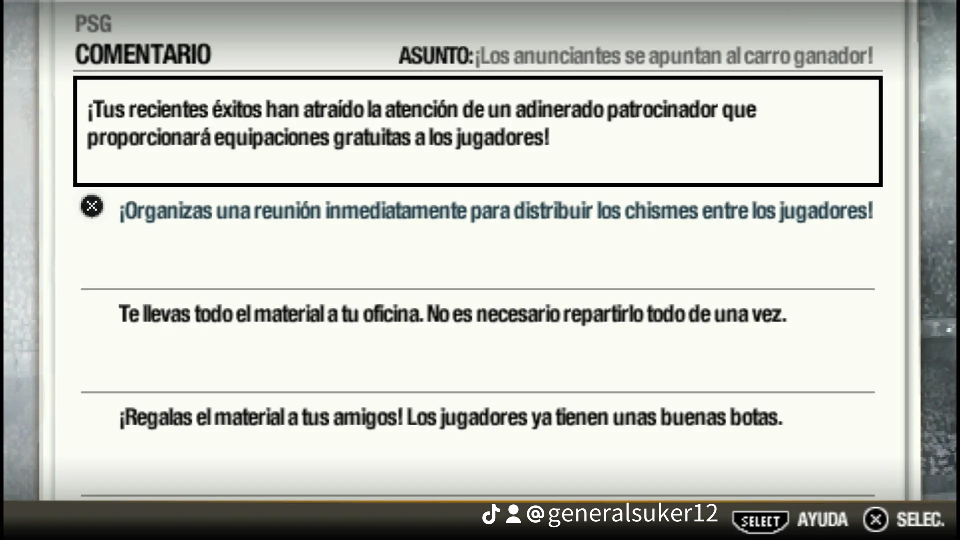 PSG
COMENTARIO
ASUNTO: ¡Los anunciantes se apuntan al carro ganador!
¡Tus recientes éxitos han atraído la atención de un adinerado patrocinador que
proporcionará equipaciones gratuitas a los jugadores!
¡Organizas una reunión inmediatamente para distribuir los chismes entre los jugadores!
Te llevas todo el material a tu oficina. No es necesario repartirlo todo de una vez.
¡Regalas el material a tus amigos! Los jugadores ya tienen unas buenas botas.
@generalsuker12
SELECT AYUDA SELEC.